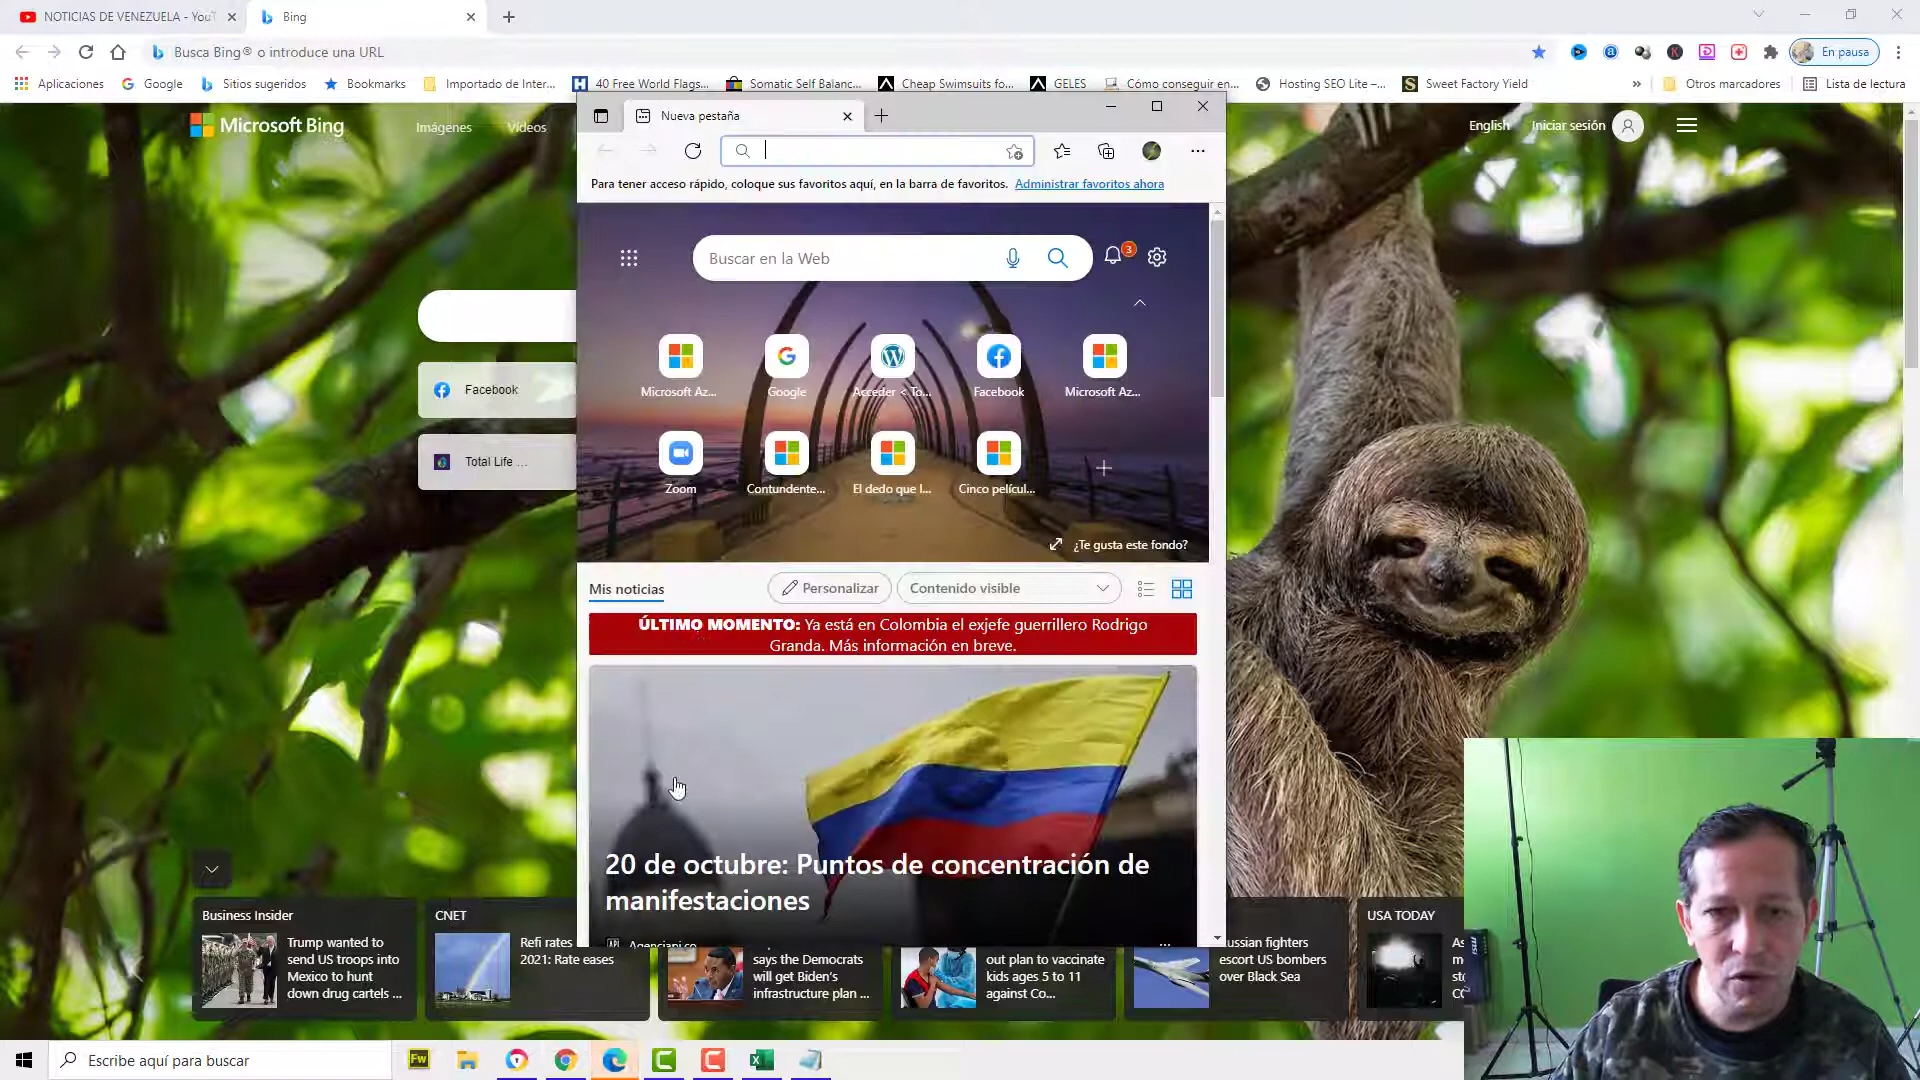 NOTICIAS DE VENEZUELA - You
Bing
Busca Bing® o introduce una URL
En pausa
Aplicaciones
Google
Sitios sugeridos
Bookmarks
Importado de Inter...
40 Free World Flags...
Somatic Self Balanc...
Cheap Swimsuits fo...
GELES
Cómo conseguir en...
Hosting SEO Lite –...
Sweet Factory Yield
»
Otros marcadores
Lista de lectura
Microsoft Bing
Imágenes
Vídeos
English
Iniciar sesión
Facebook
Total Life ...
Nueva pestaña
Para tener acceso rápido, coloque sus favoritos aquí, en la barra de favoritos. Administrar favoritos ahora
Buscar en la Web
3
Microsoft Az...
Google
Acceder < To...
Facebook
Microsoft Az...
Zoom
Contundente...
El dedo que l...
Cinco películ...
¿Te gusta este fondo?
Mis noticias
Personalizar
Contenido visible
ÚLTIMO MOMENTO: Ya está en Colombia el exjefe guerrillero Rodrigo
Granda. Más información en breve.
20 de octubre: Puntos de concentración de
manifestaciones
Business Insider
Trump wanted to
send US troops into
Mexico to hunt
down drug cartels ...
CNET
Refi rates
2021: Rate eases
says the Democrats
will get Biden's
infrastructure plan ...
out plan to vaccinate
kids ages 5 to 11
against Co...
ussian fighters
escort US bombers
over Black Sea
USA TODAY
Fw
Escribe aquí para buscar